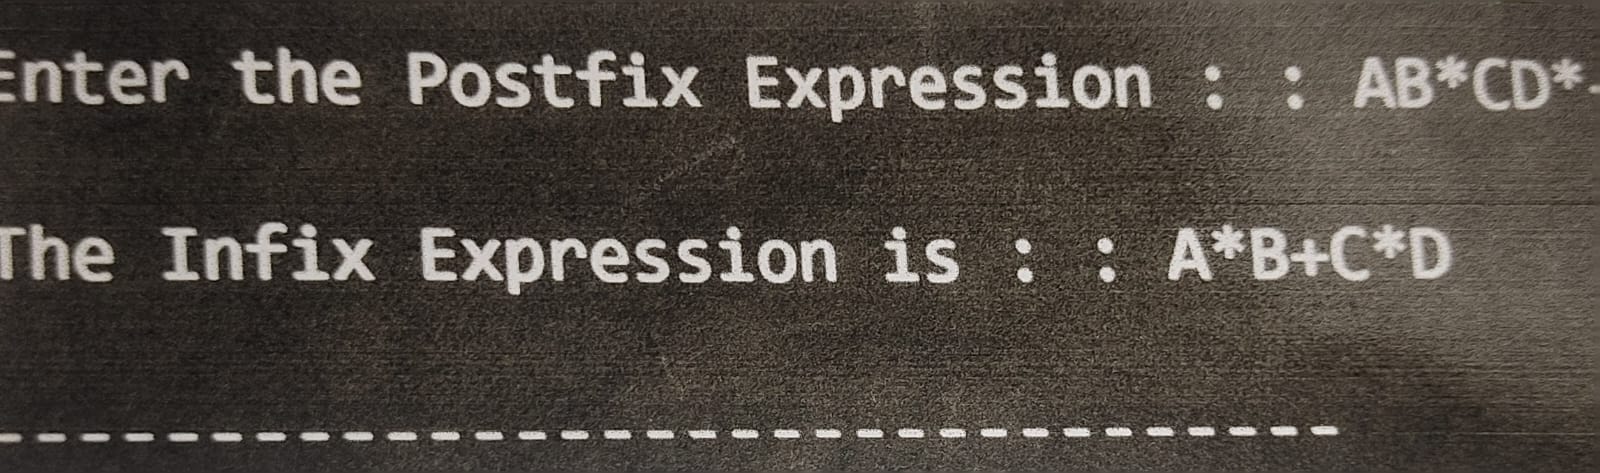 Enter the Postfix Expression : : AB*CD*
The Infix Expression is : : A*B+C*D
---------------------------